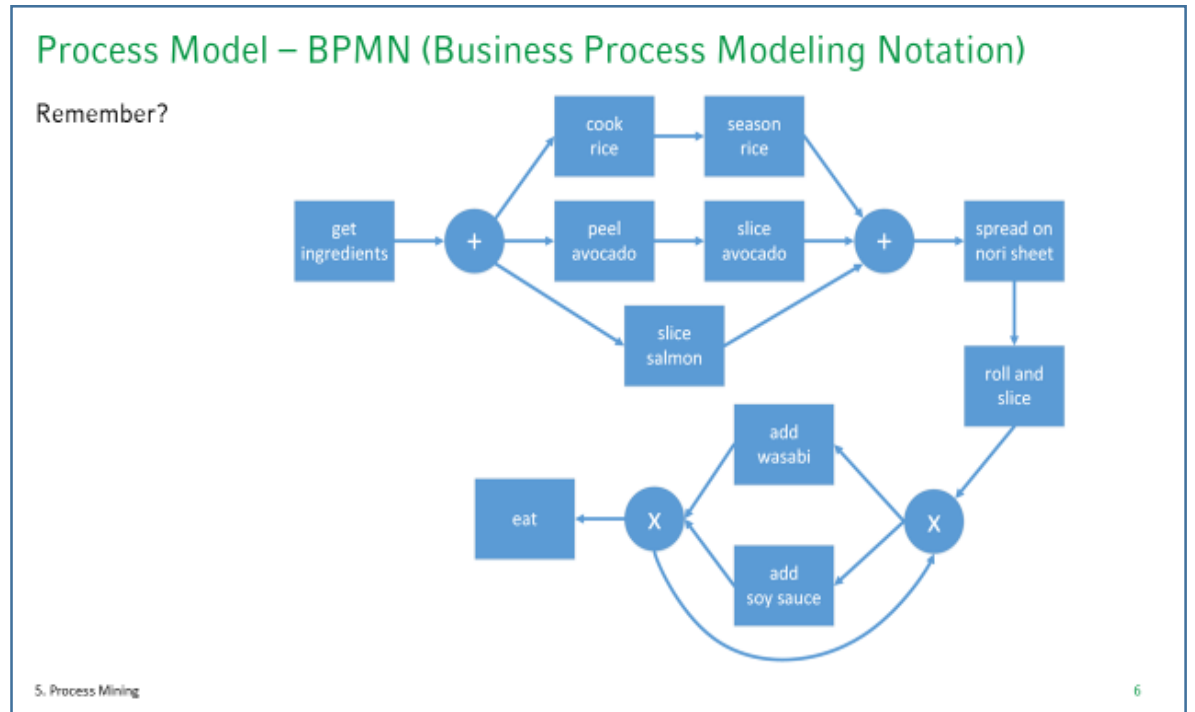 Process Model – BPMN (Business Process Modeling Notation)
Remember?
cook
rice
season
rice
get
ingredients
+
peel
avocado
slice
avocado
+
spread on
nori sheet
slice
salmon
roll and
slice
add
wasabi
eat
X
X
add
soy sauce
5. Process Mining
6